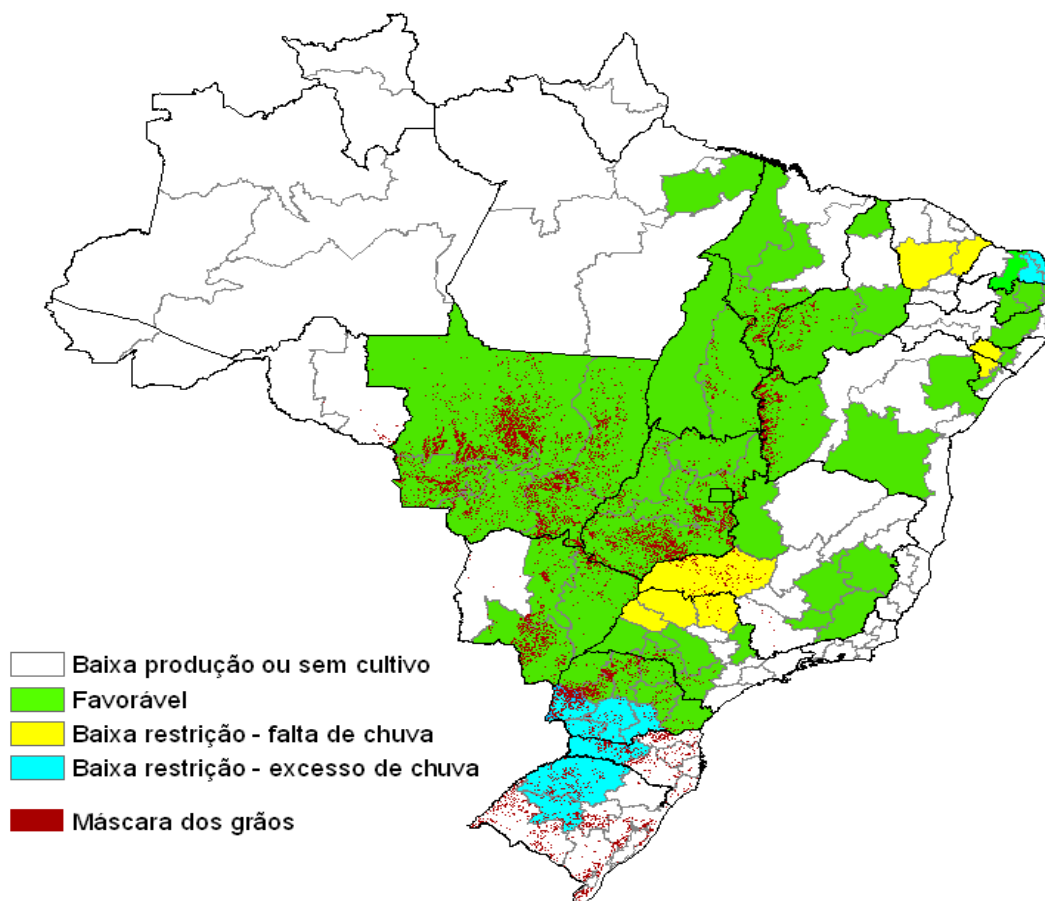 Baixa produção ou sem cultivo
Favorável
Baixa restrição - falta de chuva
Baixa restrição - excesso de chuva
Máscara dos grãos